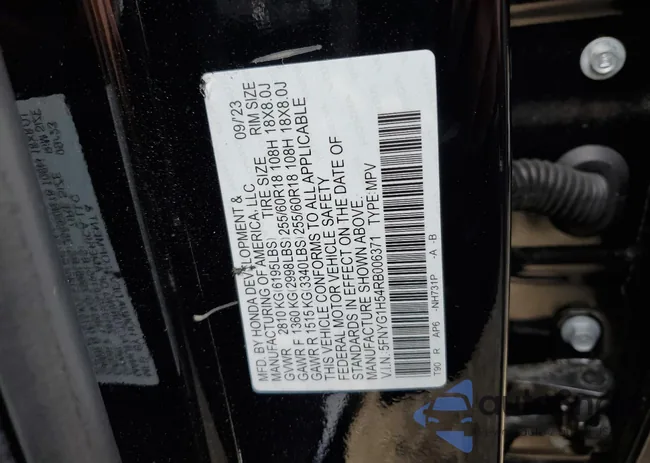 MFD. BY HONDA DEVELOPMENT &
MANUFACTURING OF AMERICA, LLC. 09/'23
GVWR 2810 KG( 6195LBS) TIRE SIZE RIM SIZE
GAWR F 1360 KG( 2998LBS) 255/60R18 108H 18X8.0J
GAWR R 1515 KG( 3340LBS) 255/60R18 108H 18X8.0J
THIS VEHICLE CONFORMS TO ALL APPLICABLE
FEDERAL MOTOR VEHICLE SAFETY
STANDARDS IN EFFECT ON THE DATE OF
MANUFACTURE SHOWN ABOVE.
V.I.N. 5FNYG1H54RB006371 TYPE MPV
T90 R AP6 -NH731P -A -B